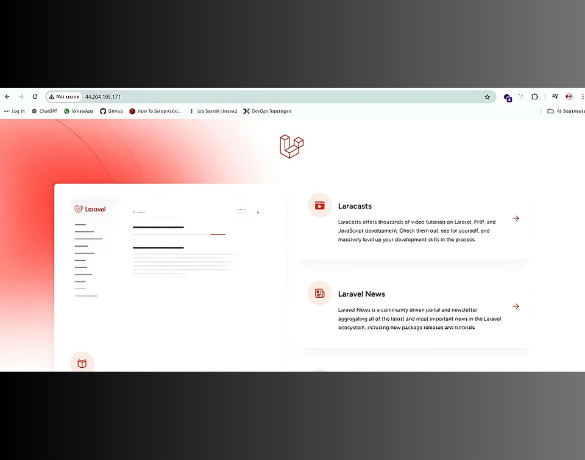 Not secure 44.204.195.171
Log in ChatGPT WhatsApp GitHub How To Setup Kube... Job Search | Indeed All Bookmarks
Laravel
Laracasts
Laracasts offers thousands of video tutorials on Laravel, PHP, and
JavaScript development. Check them out, see for yourself, and
massively level up your development skills in the process.
Laravel News
Laravel News is a community driven portal and newsletter
aggregating all of the latest and most important news in the Laravel
ecosystem, including new package releases and tutorials.